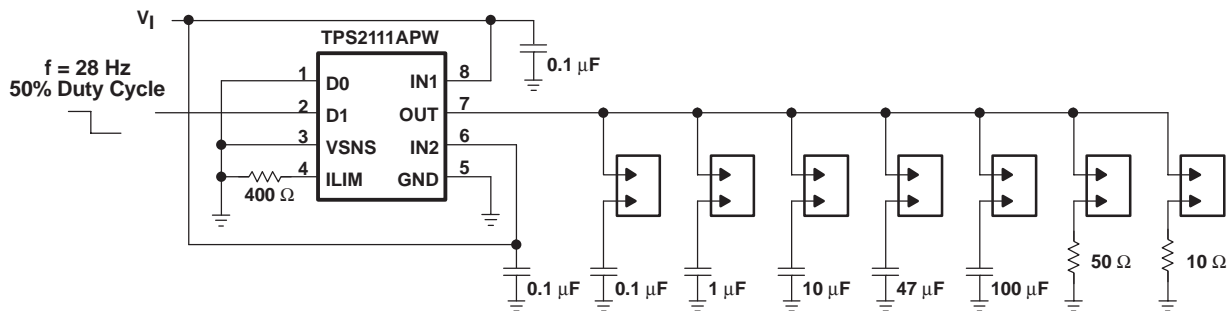 VI
TPS2111APW
f = 28 Hz
50% Duty Cycle
0.1 µF
1 D0 IN1 8
2 D1 OUT 7
3 VSNS IN2 6
4 ILIM GND 5
400 Ω
0.1 µF
0.1 µF
1 µF
10 µF
47 µF
100 µF
50 Ω
10 Ω